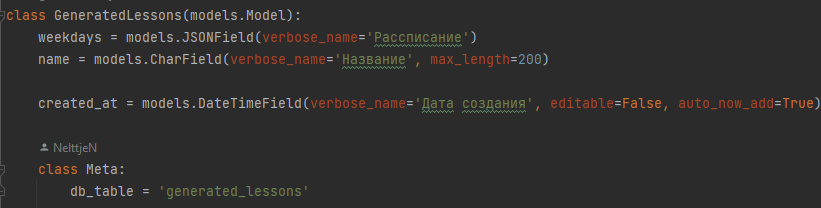 class GeneratedLessons(models.Model):
    weekdays = models.JSONField(verbose_name='Рассписание')
    name = models.CharField(verbose_name='Название', max_length=200)
    created_at = models.DateTimeField(verbose_name='Дата создания', editable=False, auto_now_add=True)
    NelttjeN
    class Meta:
        db_table = 'generated_lessons'